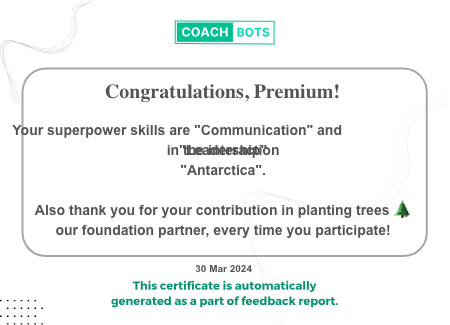 COACH BOTS
Congratulations, Premium!
Your superpower skills are "Communication" and
"Leadership"
in the interaction
"Antarctica".
Also thank you for your contribution in planting trees
our foundation partner, every time you participate!
30 Mar 2024
This certificate is automatically
generated as a part of feedback report.